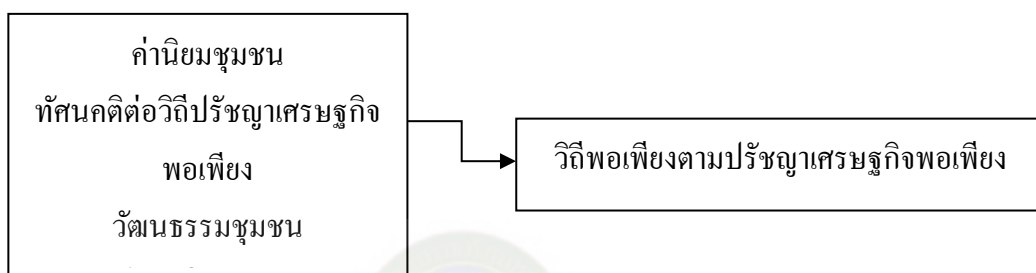 ค่านิยมชุมชน
ทัศนคติต่อวิถีปรัชญาเศรษฐกิจ
พอเพียง
วัฒนธรรมชุมชน
วิถีพอเพียงตามปรัชญาเศรษฐกิจพอเพียง